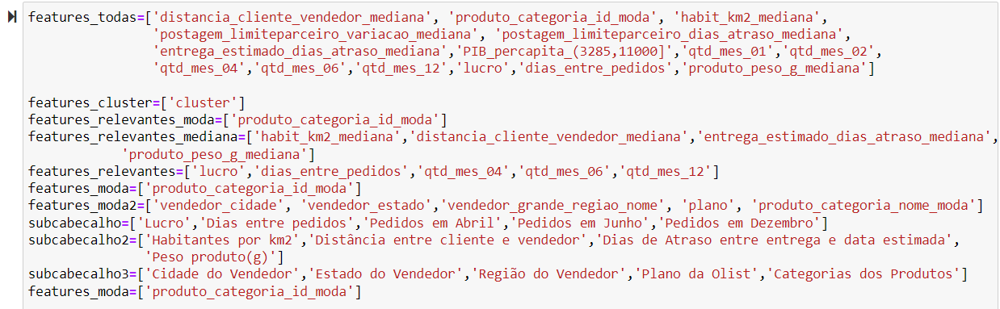 features_todas=['distancia_cliente_vendedor_mediana', 'produto_categoria_id_moda', 'habit_km2_mediana',
'postagem_limiteparceiro_variacao_mediana', 'postagem_limiteparceiro_dias_atraso_mediana',
'entrega_estimado_dias_atraso_mediana','PIB_percapita_(3285,11000]','qtd_mes_01','qtd_mes_02',
'qtd_mes_04','qtd_mes_06','qtd_mes_12','lucro','dias_entre_pedidos','produto_peso_g_mediana']
features_cluster=['cluster']
features_relevantes_moda=['produto_categoria_id_moda']
features_relevantes_mediana=['habit_km2_mediana','distancia_cliente_vendedor_mediana','entrega_estimado_dias_atraso_mediana',
'produto_peso_g_mediana']
features_relevantes=['lucro','dias_entre_pedidos','qtd_mes_04','qtd_mes_06','qtd_mes_12']
features_moda=['produto_categoria_id_moda']
features_moda2=['vendedor_cidade', 'vendedor_estado','vendedor_grande_regiao_nome', 'plano', 'produto_categoria_nome_moda']
subcabecalho=['Lucro','Dias entre pedidos','Pedidos em Abril','Pedidos em Junho','Pedidos em Dezembro']
subcabecalho2=['Habitantes por km2','Distância entre cliente e vendedor','Dias de Atraso entre entrega e data estimada',
'Peso produto(g)']
subcabecalho3=['Cidade do Vendedor','Estado do Vendedor','Região do Vendedor','Plano da Olist','Categorias dos Produtos']
features_moda=['produto_categoria_id_moda']